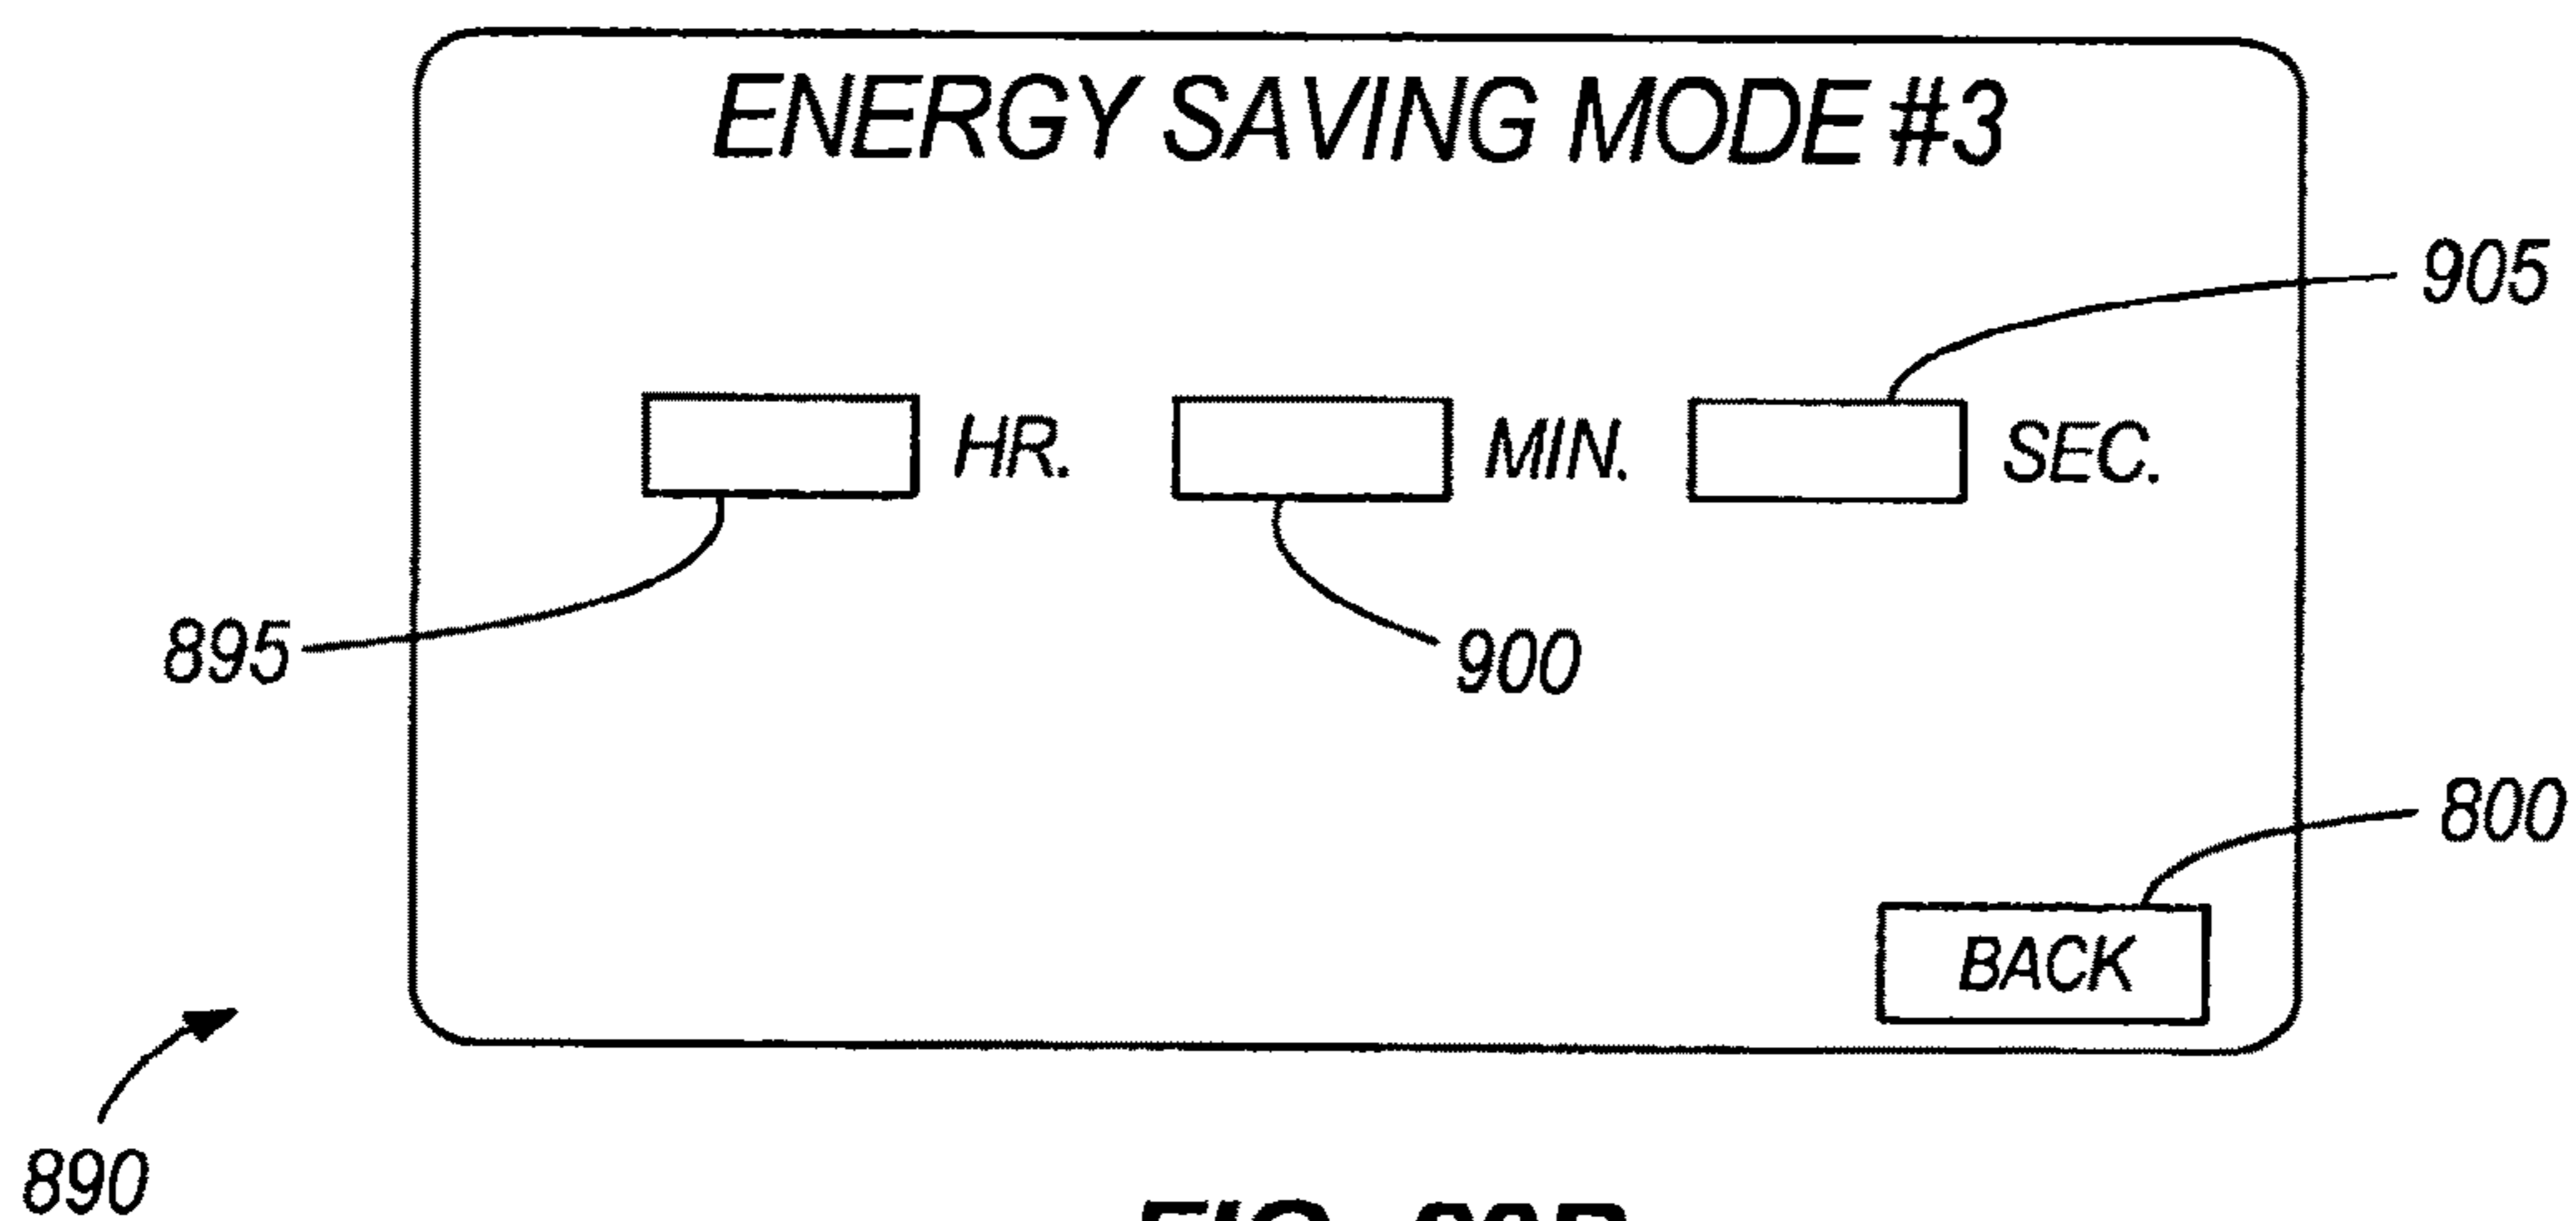 ENERGY SAVING MODE #3
905
HR. MIN. SEC.
895
900
800
BACK
890